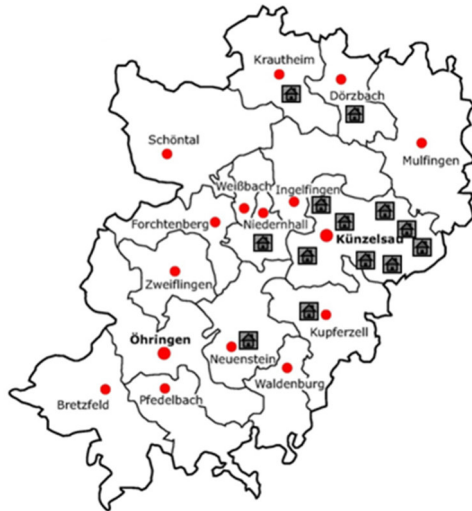 Krautheim
Dörzbach
Schöntal
Mulfingen
Weißbach
Ingelfingen
Forchtenberg
Niedernhall
Künzelsau
Zweiflingen
Kupferzell
Öhringen
Neuenstein
Waldenburg
Bretzfeld
Pfedelbach